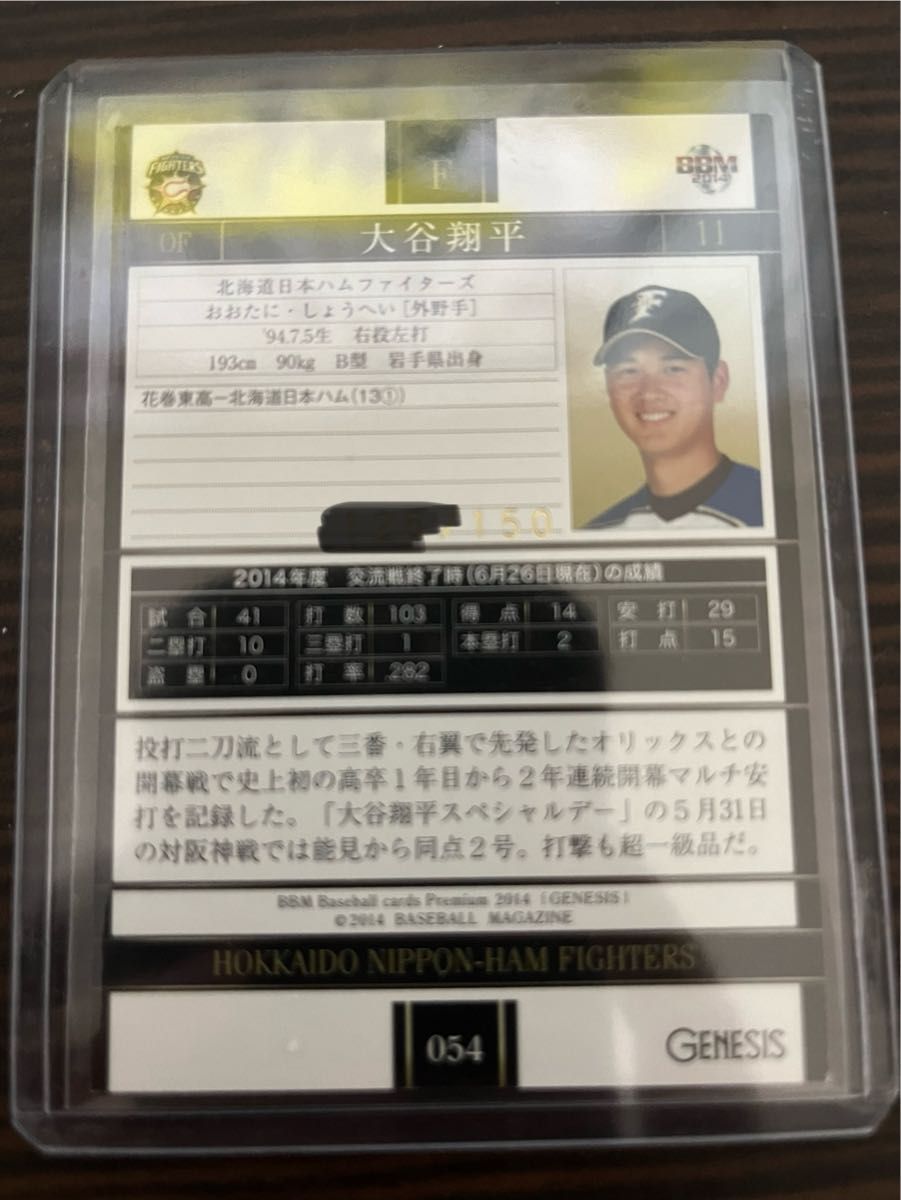 FIGHTERS
F
BBM
2014
OF 大谷翔平 11
北海道日本ハムファイターズ
おおたに・しょうへい [外野手]
'94.7.5生 右投左打
193cm 90kg B型 岩手県出身
花巻東高ー北海道日本ハム(13①)
150
2014年度 交流戦終了時(6月26日現在)の成績
試合 41 打数 103 得点 14 安打 29
二塁打 10 三塁打 1 本塁打 2 打点 15
盗塁 0 打率 .282
投打二刀流として三番・右翼で先発したオリックスとの
開幕戦で史上初の高卒1年目から2年連続開幕マルチ安
打を記録した。「大谷翔平スペシャルデー」の5月31日
の対阪神戦では能見から同点2号。打撃も超一級品だ。
BBM Baseball cards Premium 2014「GENESIS」
©2014 BASEBALL MAGAZINE
HOKKAIDO NIPPON-HAM FIGHTERS
054
GENESIS